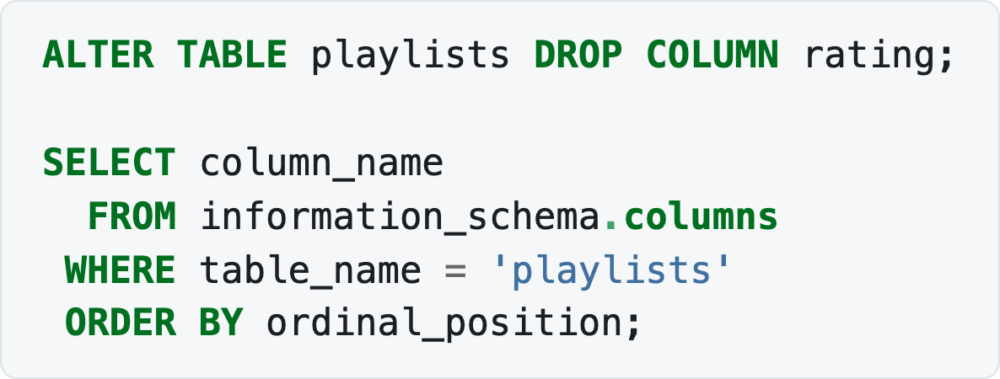 ALTER TABLE playlists DROP COLUMN rating;

SELECT column_name
  FROM information_schema.columns
 WHERE table_name = 'playlists'
 ORDER BY ordinal_position;